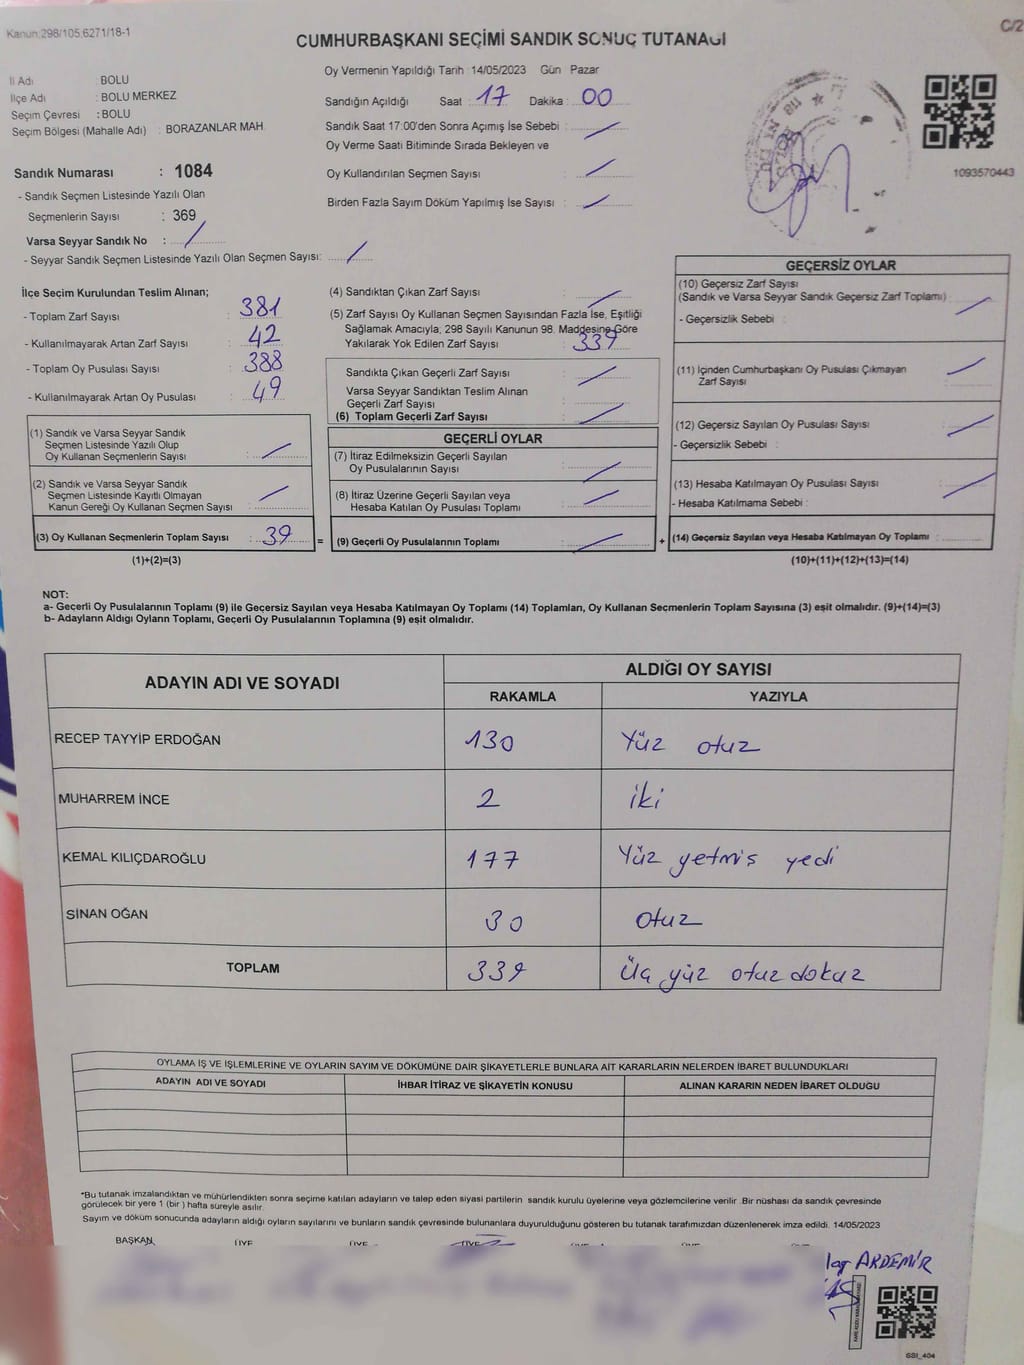 Kanun:298/105,6271/18-1
C/2
CUMHURBAŞKANI SEÇİMİ SANDIK SONUÇ TUTANAĞI
İl Adı : BOLU
İlçe Adı : BOLU MERKEZ
Seçim Çevresi : BOLU
Seçim Bölgesi (Mahalle Adı) : BORAZANLAR MAH
Sandık Numarası : 1084
- Sandık Seçmen Listesinde Yazılı Olan
Seçmenlerin Sayısı : 369
Varsa Seyyar Sandık No : /
- Seyyar Sandık Seçmen Listesinde Yazılı Olan Seçmen Sayısı: /
Oy Vermenin Yapıldığı Tarih : 14/05/2023 Gün : Pazar
Sandığın Açıldığı Saat : 17 Dakika : 00
Sandık Saat 17:00'den Sonra Açımış İse Sebebi : /
Oy Verme Saati Bitiminde Sırada Bekleyen ve
Oy Kullandırılan Seçmen Sayısı : /
Birden Fazla Sayım Döküm Yapılmış İse Sayısı : /
1093570443
İlçe Seçim Kurulundan Teslim Alınan;
- Toplam Zarf Sayısı : 381
- Kullanılmayarak Artan Zarf Sayısı : 42
- Toplam Oy Pusulası Sayısı : 388
- Kullanılmayarak Artan Oy Pusulası : 49
(1) Sandık ve Varsa Seyyar Sandık
Seçmen Listesinde Yazılı Olup
Oy Kullanan Seçmenlerin Sayısı : /
(2) Sandık ve Varsa Seyyar Sandık
Seçmen Listesinde Kayıtlı Olmayan
Kanun Gereği Oy Kullanan Seçmen Sayısı : /
(3) Oy Kullanan Seçmenlerin Toplam Sayısı : 39 =
(1)+(2)=(3)
(4) Sandıktan Çıkan Zarf Sayısı : /
(5) Zarf Sayısı Oy Kullanan Seçmen Sayısından Fazla İse, Eşitliği
Sağlamak Amacıyla; 298 Sayılı Kanunun 98. Maddesine Göre
Yakılarak Yok Edilen Zarf Sayısı : 339
Sandıkta Çıkan Geçerli Zarf Sayısı : /
Varsa Seyyar Sandıktan Teslim Alınan
Geçerli Zarf Sayısı :
(6) Toplam Geçerli Zarf Sayısı : /
GEÇERLİ OYLAR
(7) İtiraz Edilmeksizin Geçerli Sayılan
Oy Pusulalarının Sayısı : /
(8) İtiraz Üzerine Geçerli Sayılan veya
Hesaba Katılan Oy Pusulası Toplamı : /
(9) Geçerli Oy Pusulalarının Toplamı : / +
GEÇERSİZ OYLAR
(10) Geçersiz Zarf Sayısı
(Sandık ve Varsa Seyyar Sandık Geçersiz Zarf Toplamı) : /
- Geçersizlik Sebebi :
(11) İçinden Cumhurbaşkanı Oy Pusulası Çıkmayan
Zarf Sayısı : /
(12) Geçersiz Sayılan Oy Pusulası Sayısı : /
- Geçersizlik Sebebi :
(13) Hesaba Katılmayan Oy Pusulası Sayısı : /
- Hesaba Katılmama Sebebi :
(14) Geçersiz Sayılan veya Hesaba Katılmayan Oy Toplamı :
(10)+(11)+(12)+(13)=(14)
NOT:
a- Geçerli Oy Pusulalarının Toplamı (9) ile Geçersiz Sayılan veya Hesaba Katılmayan Oy Toplamı (14) Toplamları, Oy Kullanan Seçmenlerin Toplam Sayısına (3) eşit olmalıdır. (9)+(14)=(3)
b- Adayların Aldığı Oyların Toplamı, Geçerli Oy Pusulalarının Toplamına (9) eşit olmalıdır.
ADAYIN ADI VE SOYADI ALDIĞI OY SAYISI
RAKAMLA YAZIYLA
RECEP TAYYİP ERDOĞAN 130 Yüz otuz
MUHARREM İNCE 2 iki
KEMAL KILIÇDAROĞLU 177 Yüz yetmiş yedi
SİNAN OĞAN 30 otuz
TOPLAM 339 Üç yüz otuz dokuz
OYLAMA İŞ VE İŞLEMLERİNE VE OYLARIN SAYIM VE DÖKÜMÜNE DAİR ŞİKAYETLERLE BUNLARA AİT KARARLARIN NELERDEN İBARET BULUNDUKLARI
ADAYIN ADI VE SOYADI İHBAR İTİRAZ VE ŞİKAYETİN KONUSU ALINAN KARARIN NEDEN İBARET OLDUĞU
*Bu tutanak imzalandıktan ve mühürlendikten sonra seçime katılan adayların ve talep eden siyasi partilerin sandık kurulu üyelerine veya gözlemcilerine verilir .Bir nüshası da sandık çevresinde
görülecek bir yere 1 (bir ) hafta süreyle asılır.
Sayım ve döküm sonucunda adayların aldığı oyların sayılarını ve bunların sandık çevresinde bulunanlara duyurulduğunu gösteren bu tutanak tarafımızdan düzenlenerek imza edildi. 14/05/2023
BAŞKAN ÜYE ÜYE ÜYE ÜYE ÜYE ÜYE
ARDEMİR
SSI_404